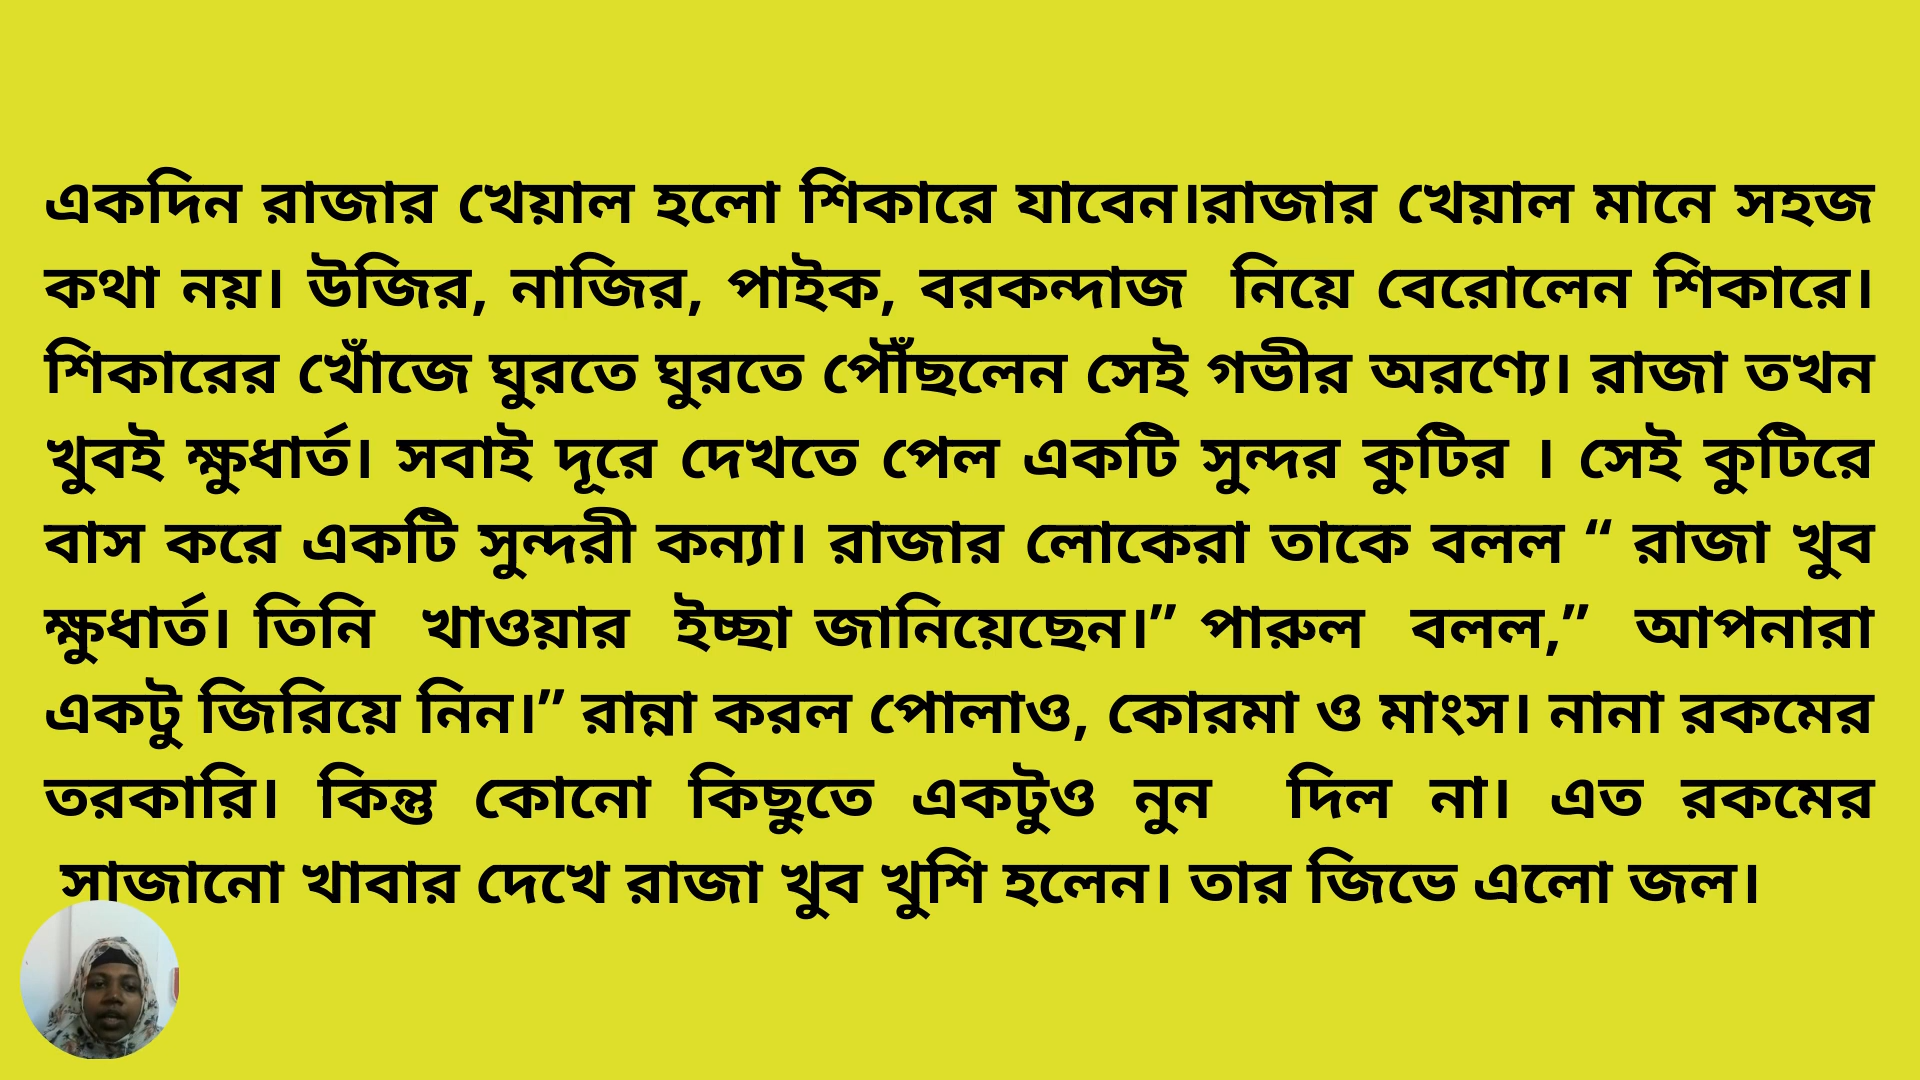 একদিন রাজার খেয়াল হলো শিকারে যাবেন।রাজার খেয়াল মানে সহজ
কথা নয়। উজির, নাজির, পাইক, বরকন্দাজ নিয়ে বেরোলেন শিকারে।
শিকারের খোঁজে ঘুরতে ঘুরতে পৌঁছলেন সেই গভীর অরণ্যে। রাজা তখন
খুবই ক্ষুধার্ত। সবাই দূরে দেখতে পেল একটি সুন্দর কুটির । সেই কুটিরে
বাস করে একটি সুন্দরী কন্যা। রাজার লোকেরা তাকে বলল “ রাজা খুব
ক্ষুধার্ত। তিনি খাওয়ার ইচ্ছা জানিয়েছেন।” পারুল বলল,” আপনারা
একটু জিরিয়ে নিন।” রান্না করল পোলাও, কোরমা ও মাংস। নানা রকমের
তরকারি। কিন্তু কোনো কিছুতে একটুও নুন দিল না। এত রকমের
সাজানো খাবার দেখে রাজা খুব খুশি হলেন। তার জিভে এলো জল।